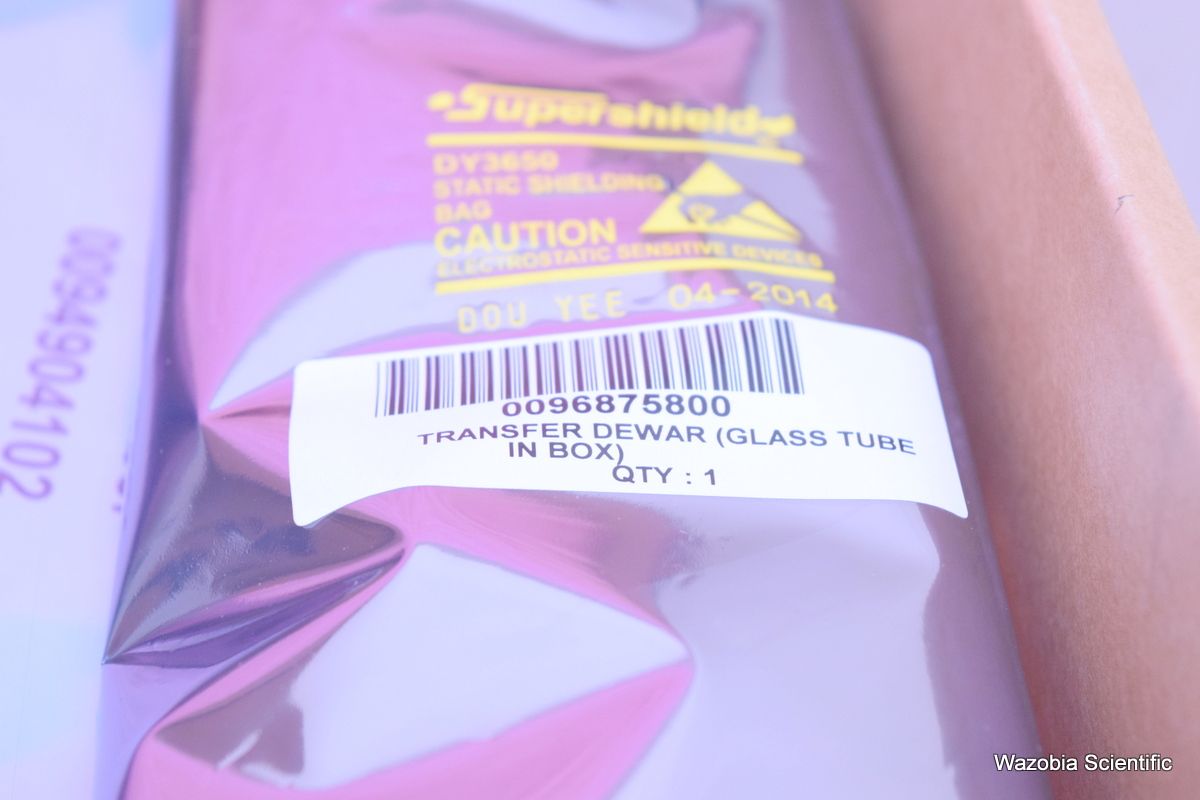 Supershield
DY3650
STATIC SHIELDING
BAG
CAUTION
ELECTROSTATIC SENSITIVE DEVICES
DOU YEE 04-2014
0096875800
TRANSFER DEWAR (GLASS TUBE
IN BOX)
QTY : 1
0094904102
Wazobia Scientific